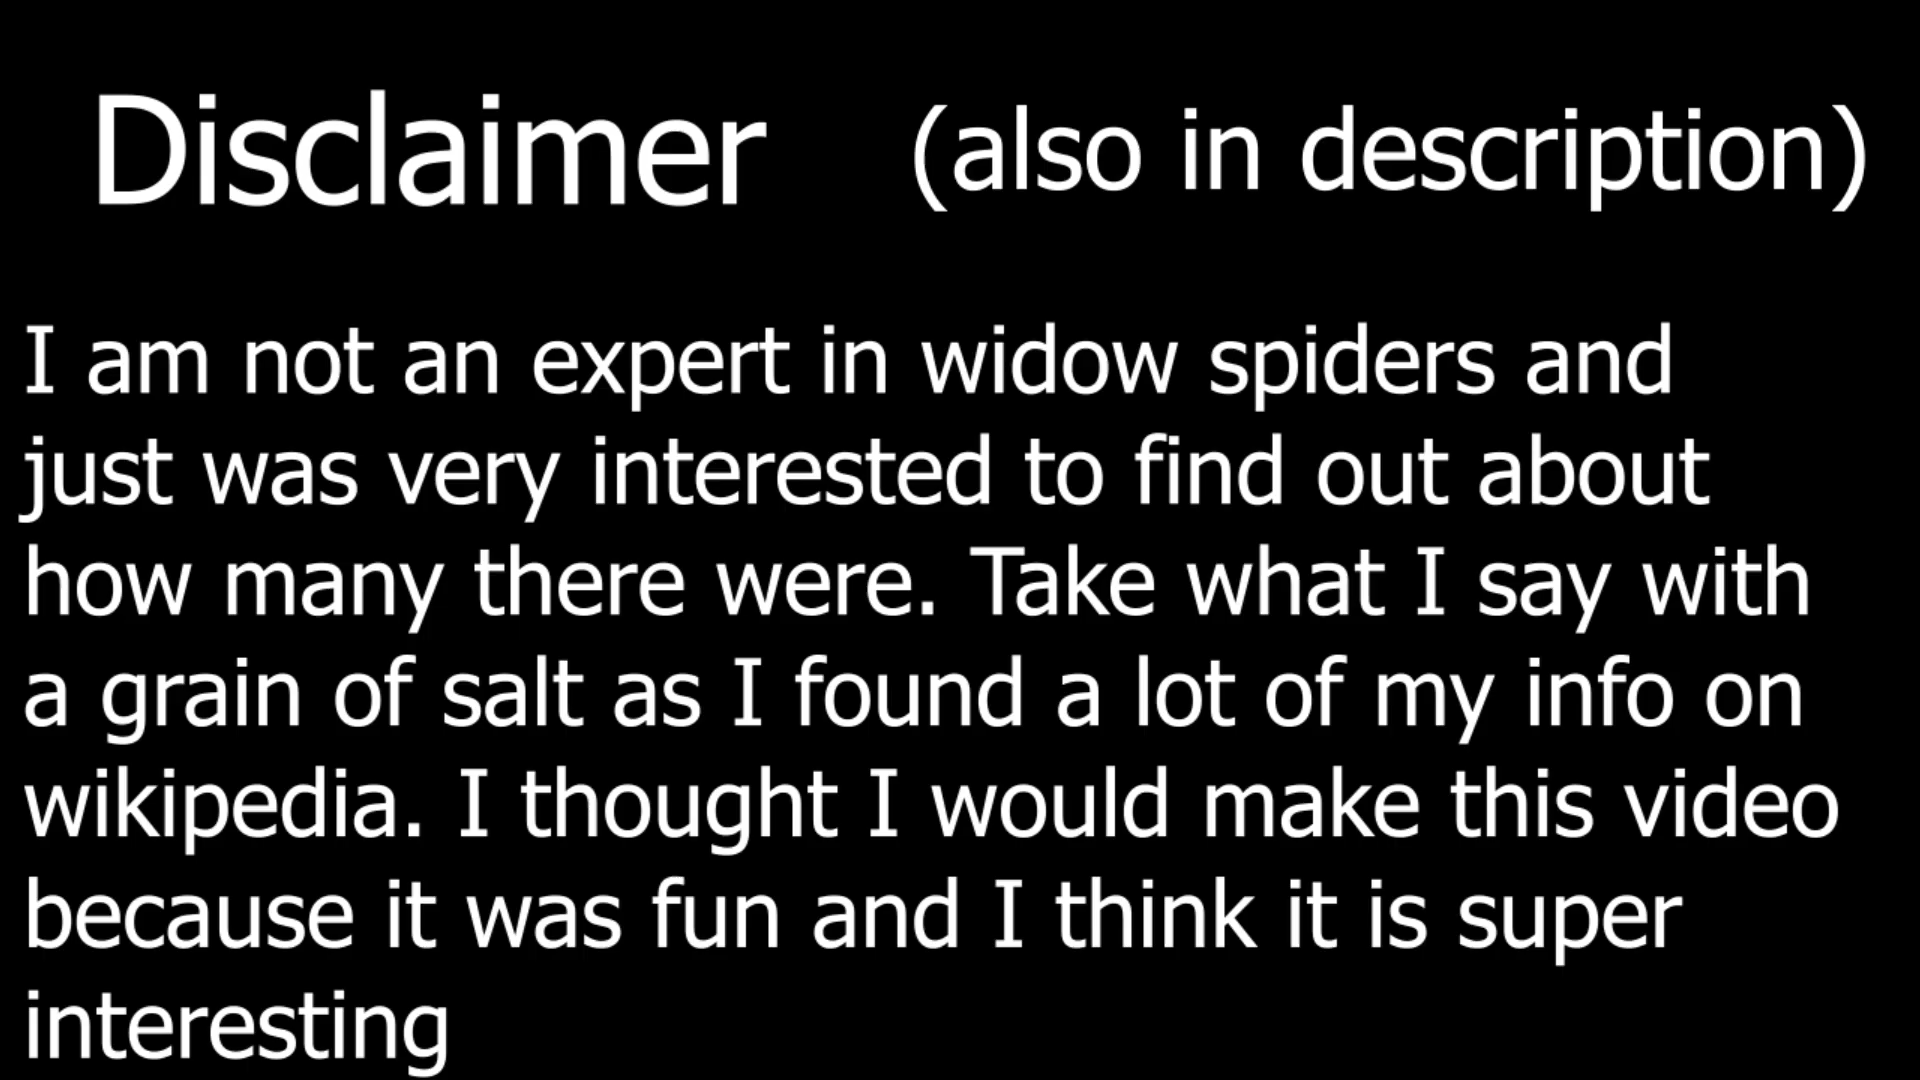 Disclaimer (also in description)
I am not an expert in widow spiders and
just was very interested to find out about
how many there were. Take what I say with
a grain of salt as I found a lot of my info on
wikipedia. I thought I would make this video
because it was fun and I think it is super
interesting